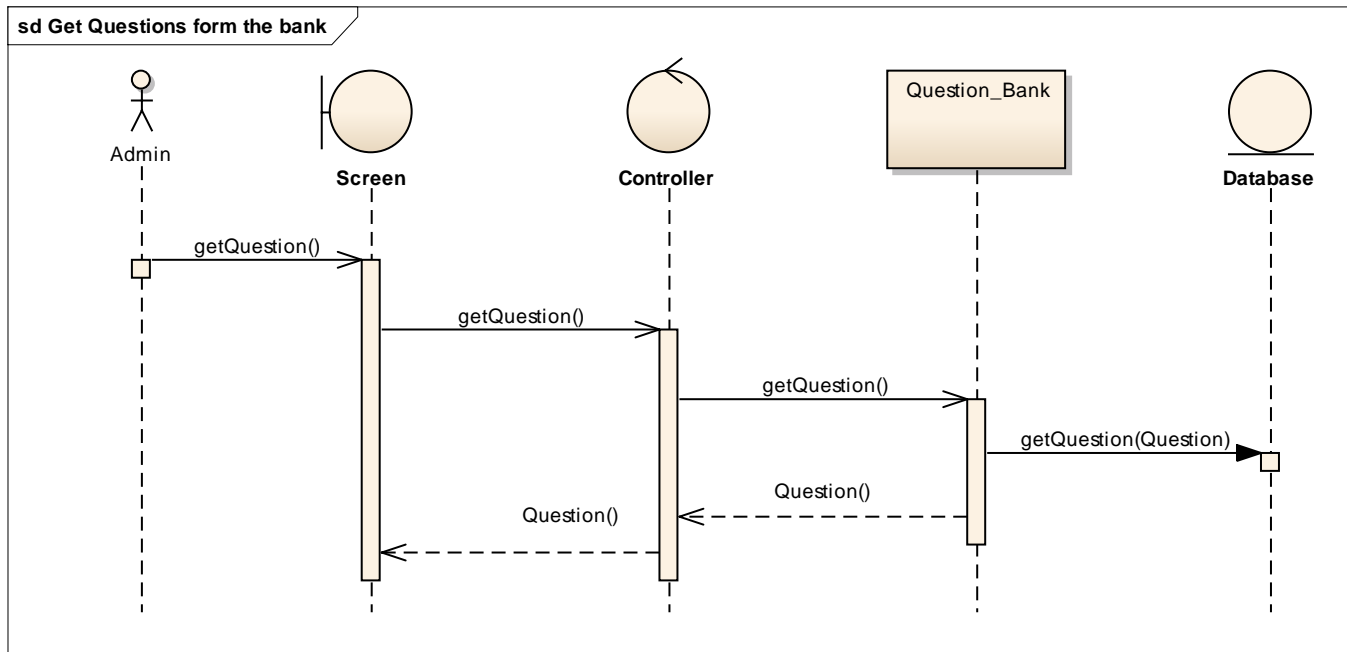 sd Get Questions form the bank
Admin
Screen
Controller
Question_Bank
Database
getQuestion()
getQuestion()
getQuestion()
getQuestion(Question)
Question()
Question()